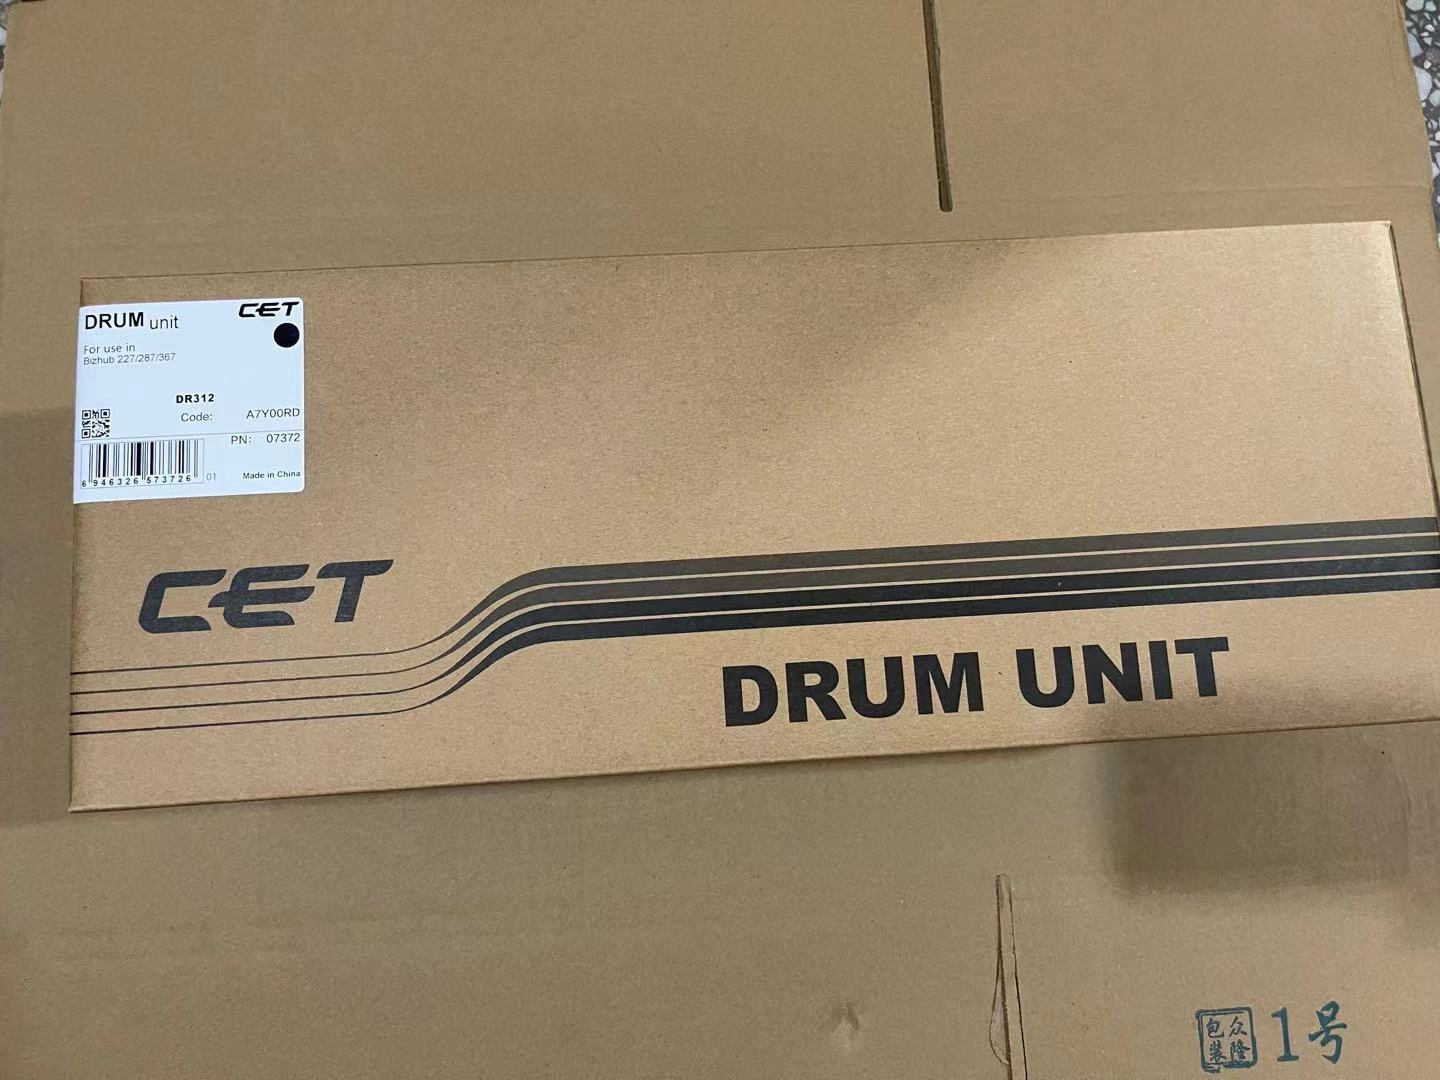 DRUM unit
CET
For use in
Bizhub 227/287/367
DR312
Code: A7Y00RD
PN: 07372
6 946326 573726 01
Made in China
CET
DRUM UNIT
包众
装隆
1号